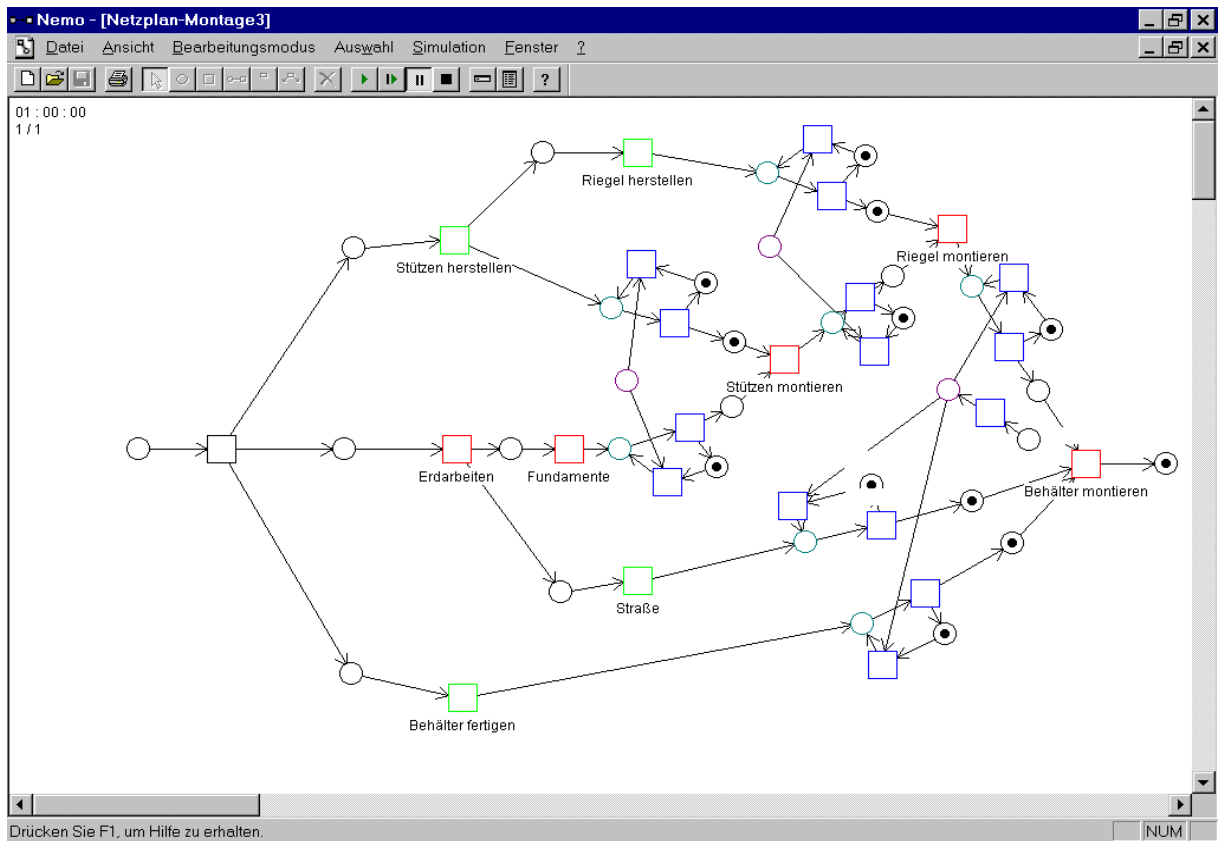 Nemo - [Netzplan-Montage3]
Datei Ansicht Bearbeitungsmodus Auswahl Simulation Fenster ?
?
01 : 00 : 00
1 / 1
Riegel herstellen
Riegel montieren
Stützen herstellen
Stützen montieren
Erdarbeiten
Fundamente
Behälter montieren
Straße
Behälter fertigen
Drücken Sie F1, um Hilfe zu erhalten.
NUM